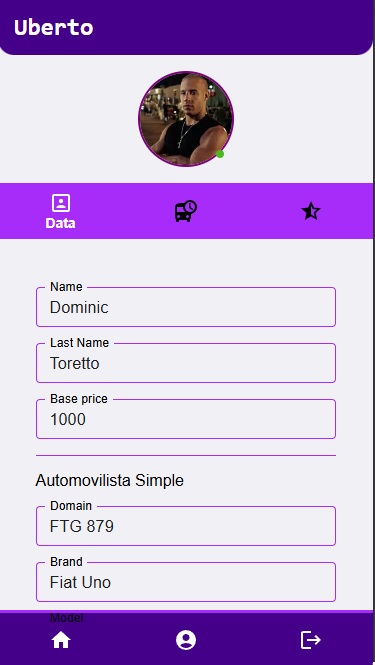 Uberto
Data
Name
Dominic
Last Name
Toretto
Base price
1000
Automovilista Simple
Domain
FTG 879
Brand
Fiat Uno
Model